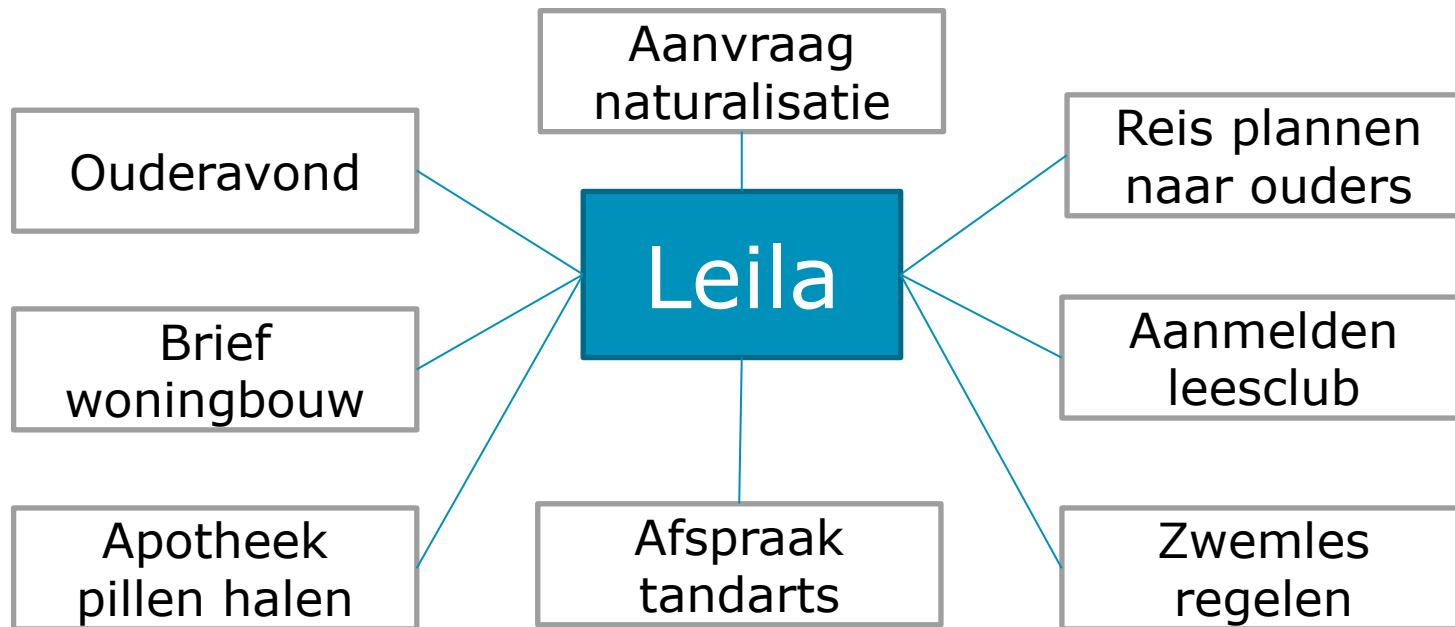 Aanvraag
naturalisatie
Ouderavond
Reis plannen
naar ouders
Leila
Brief
woningbouw
Aanmelden
leesclub
Apotheek
pillen halen
Afspraak
tandarts
Zwemles
regelen